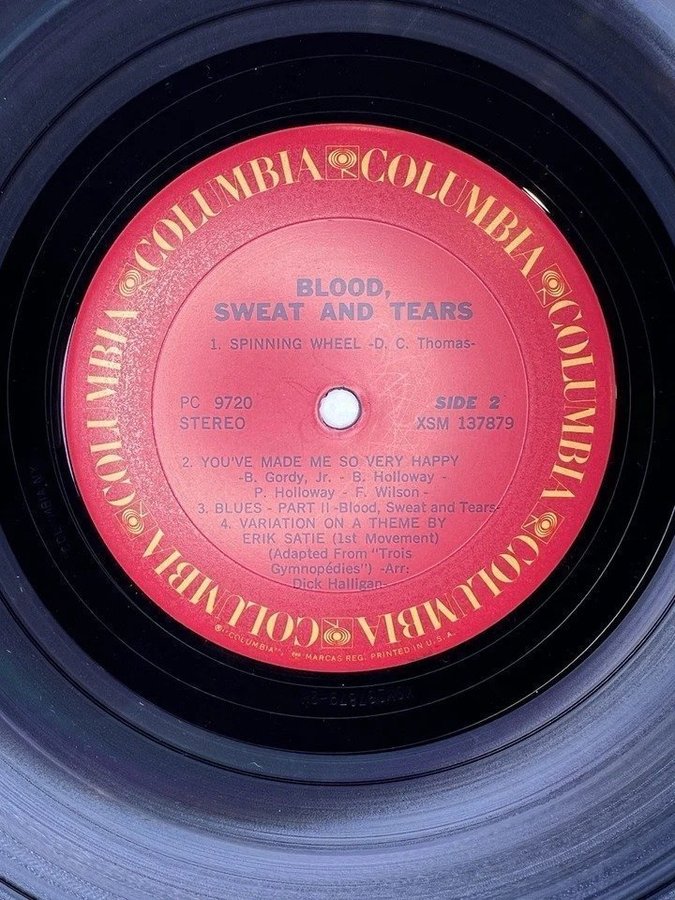 COLUMBIA COLUMBIA COLUMBIA COLUMBIA COLUMBIA COLUMBIA COLUMBIA COLUMBIA
BLOOD,
SWEAT AND TEARS
1. SPINNING WHEEL -D. C. Thomas-
PC 9720 SIDE 2
STEREO XSM 137879
2. YOU'VE MADE ME SO VERY HAPPY
-B. Gordy, Jr. - B. Holloway -
P. Holloway - F. Wilson -
3. BLUES - PART II -Blood, Sweat and Tears-
4. VARIATION ON A THEME BY
ERIK SATIE (1st Movement)
(Adapted From "Trois
Gymnopédies") -Arr:
Dick Halligan-
® "COLUMBIA", MARCAS REG. PRINTED IN U.S.A.